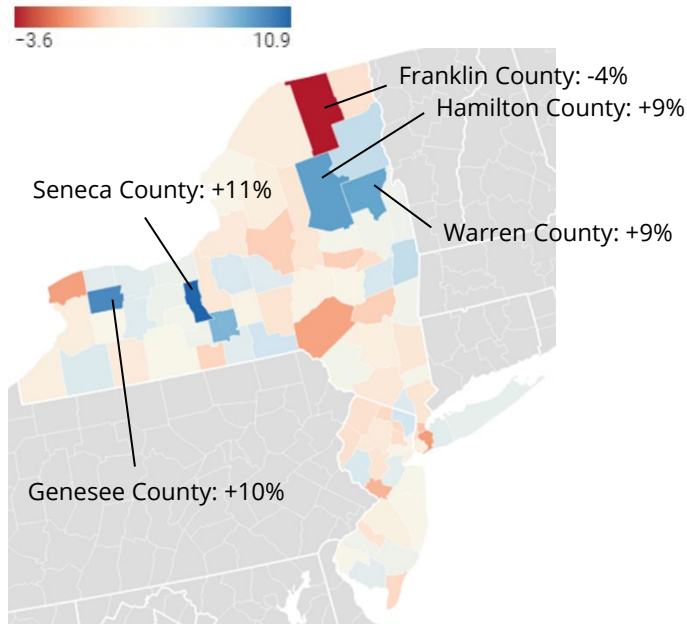 −3.6 10.9
Franklin County: -4%
Hamilton County: +9%
Seneca County: +11%
Warren County: +9%
Genesee County: +10%